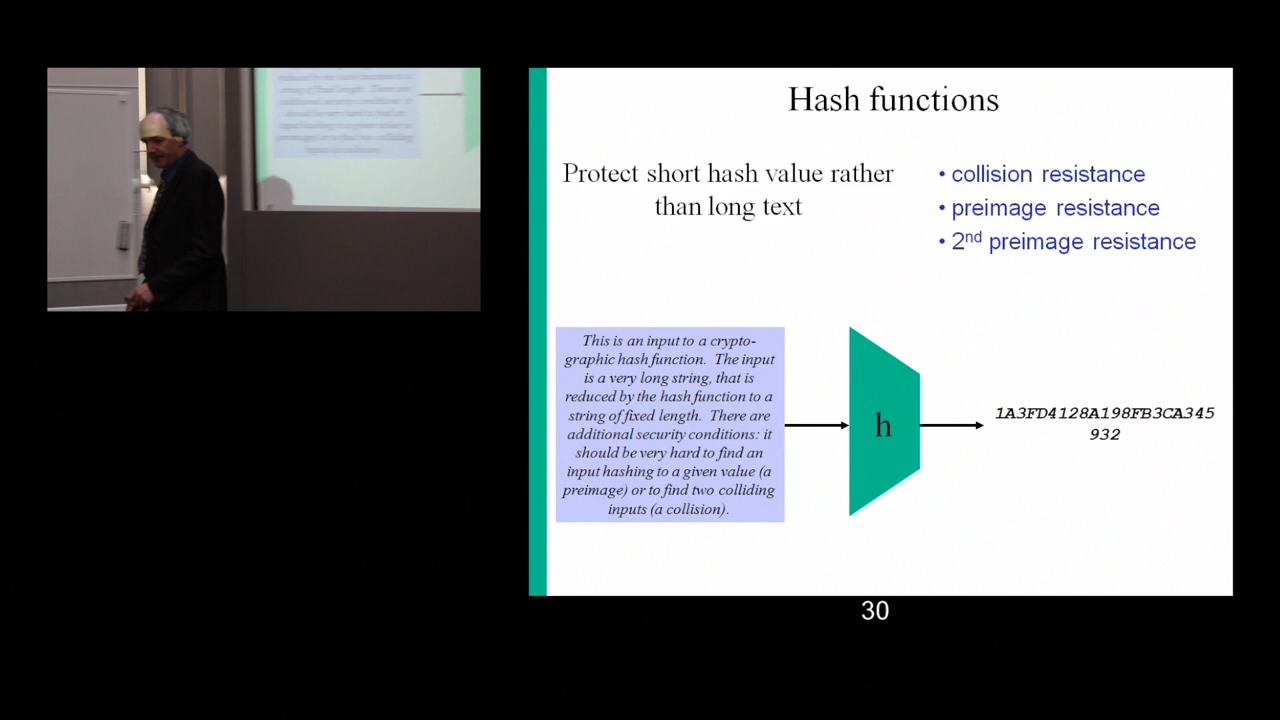 Hash functions
Protect short hash value rather
than long text
• collision resistance
• preimage resistance
• 2nd preimage resistance
This is an input to a crypto-
graphic hash function. The input
is a very long string, that is
reduced by the hash function to a
string of fixed length. There are
additional security conditions: it
should be very hard to find an
input hashing to a given value (a
preimage) or to find two colliding
inputs (a collision).
h
1A3FD4128A198FB3CA345
932
30